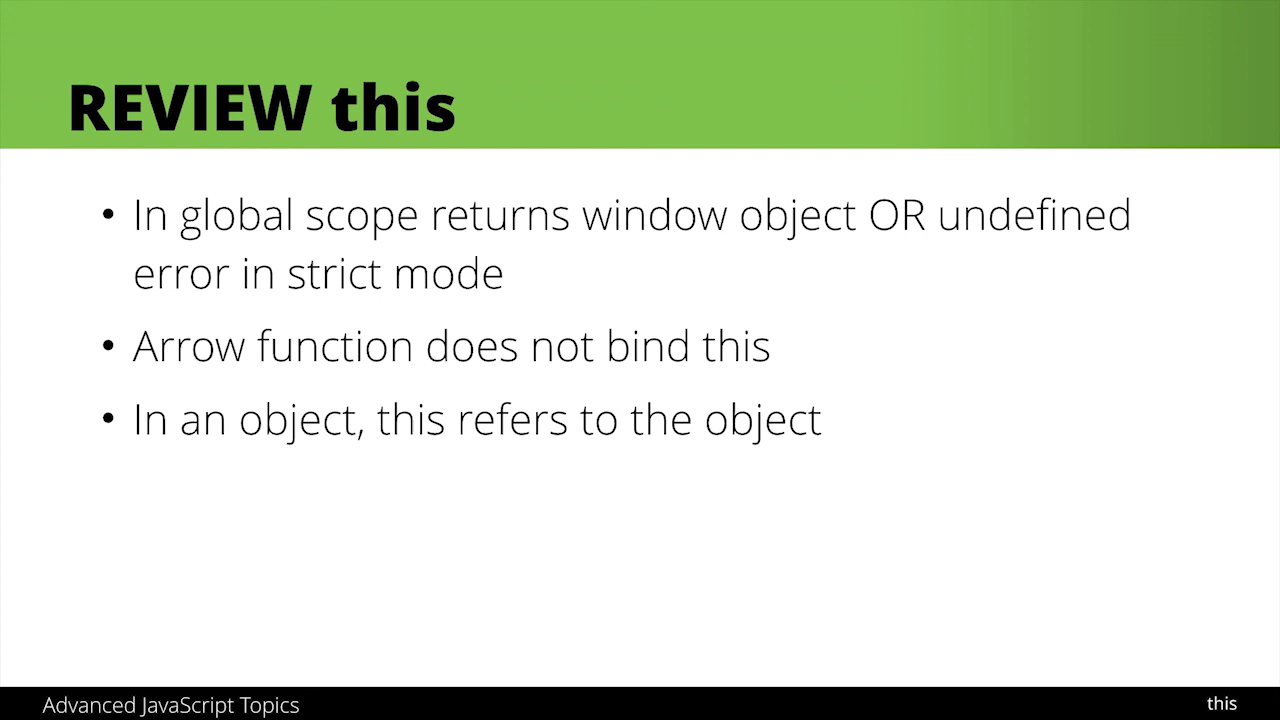 REVIEW this
• In global scope returns window object OR undefined
error in strict mode
• Arrow function does not bind this
• In an object, this refers to the object
Advanced JavaScript Topics
this